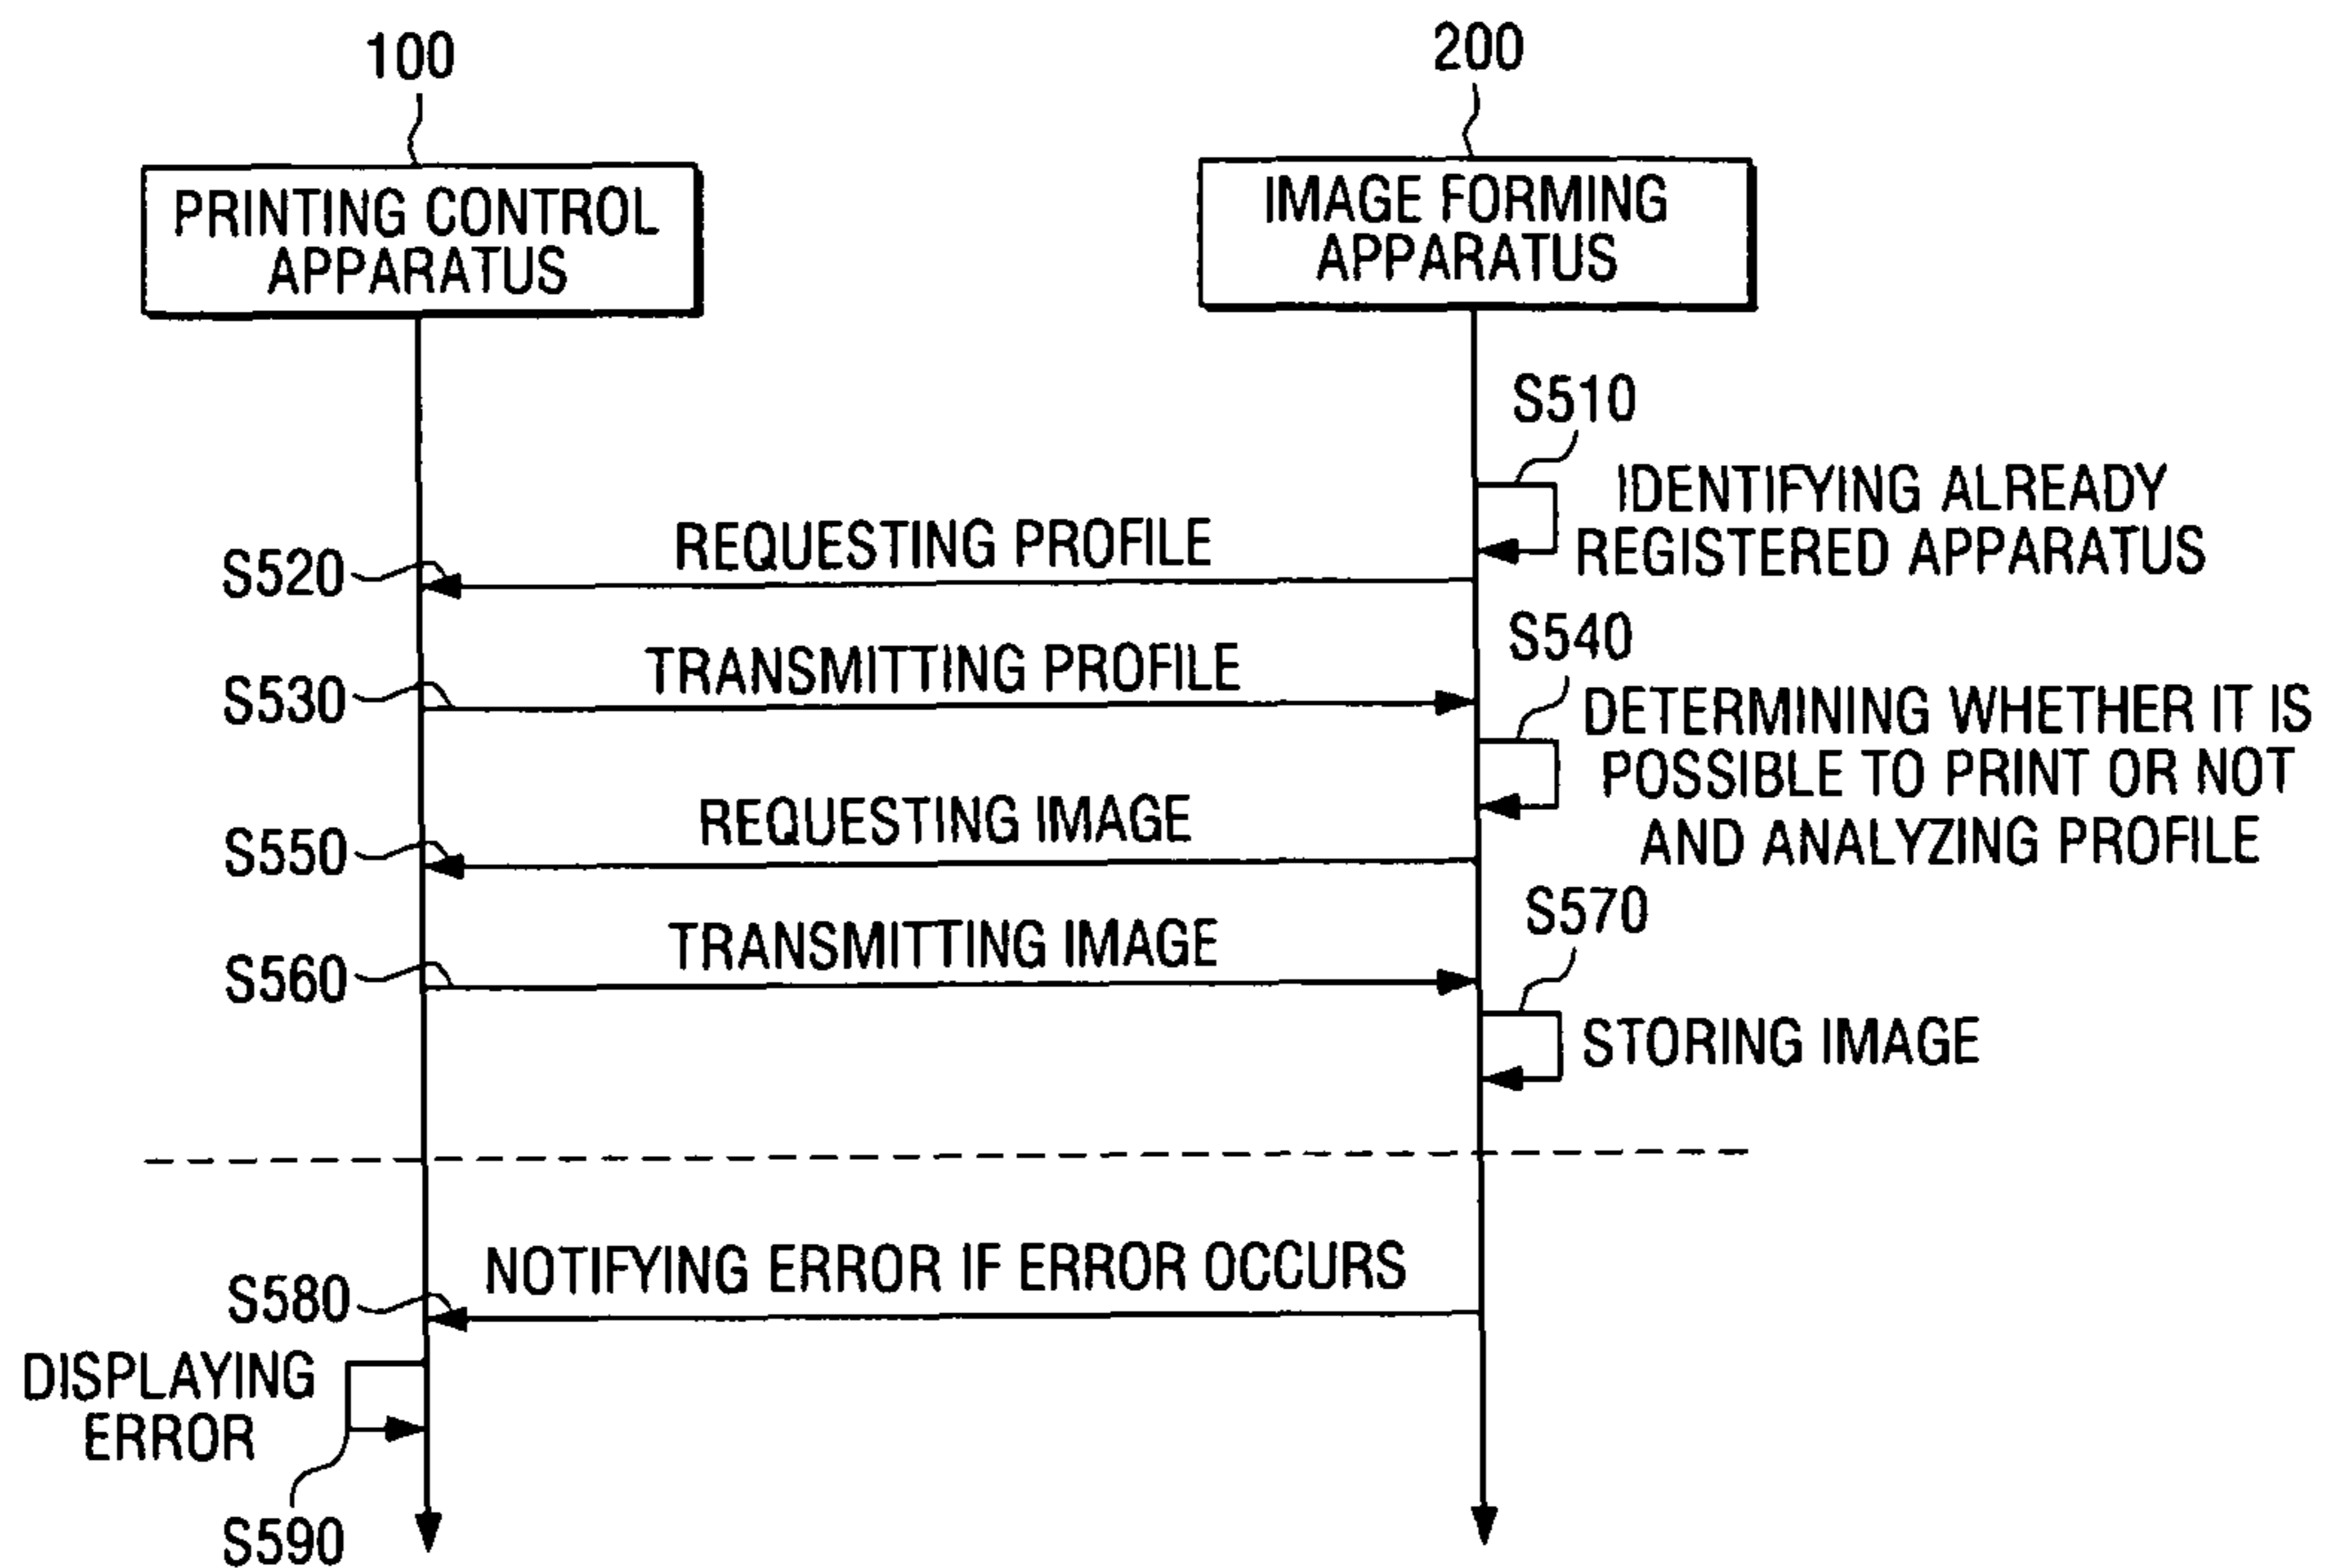 100
200
PRINTING CONTROL
APPARATUS
IMAGE FORMING
APPARATUS
S510
IDENTIFYING ALREADY
REGISTERED APPARATUS
REQUESTING PROFILE
S520
S540
TRANSMITTING PROFILE
S530
DETERMINING WHETHER IT IS
POSSIBLE TO PRINT OR NOT
AND ANALYZING PROFILE
REQUESTING IMAGE
S550
S570
TRANSMITTING IMAGE
S560
STORING IMAGE
NOTIFYING ERROR IF ERROR OCCURS
S580
DISPLAYING
ERROR
S590